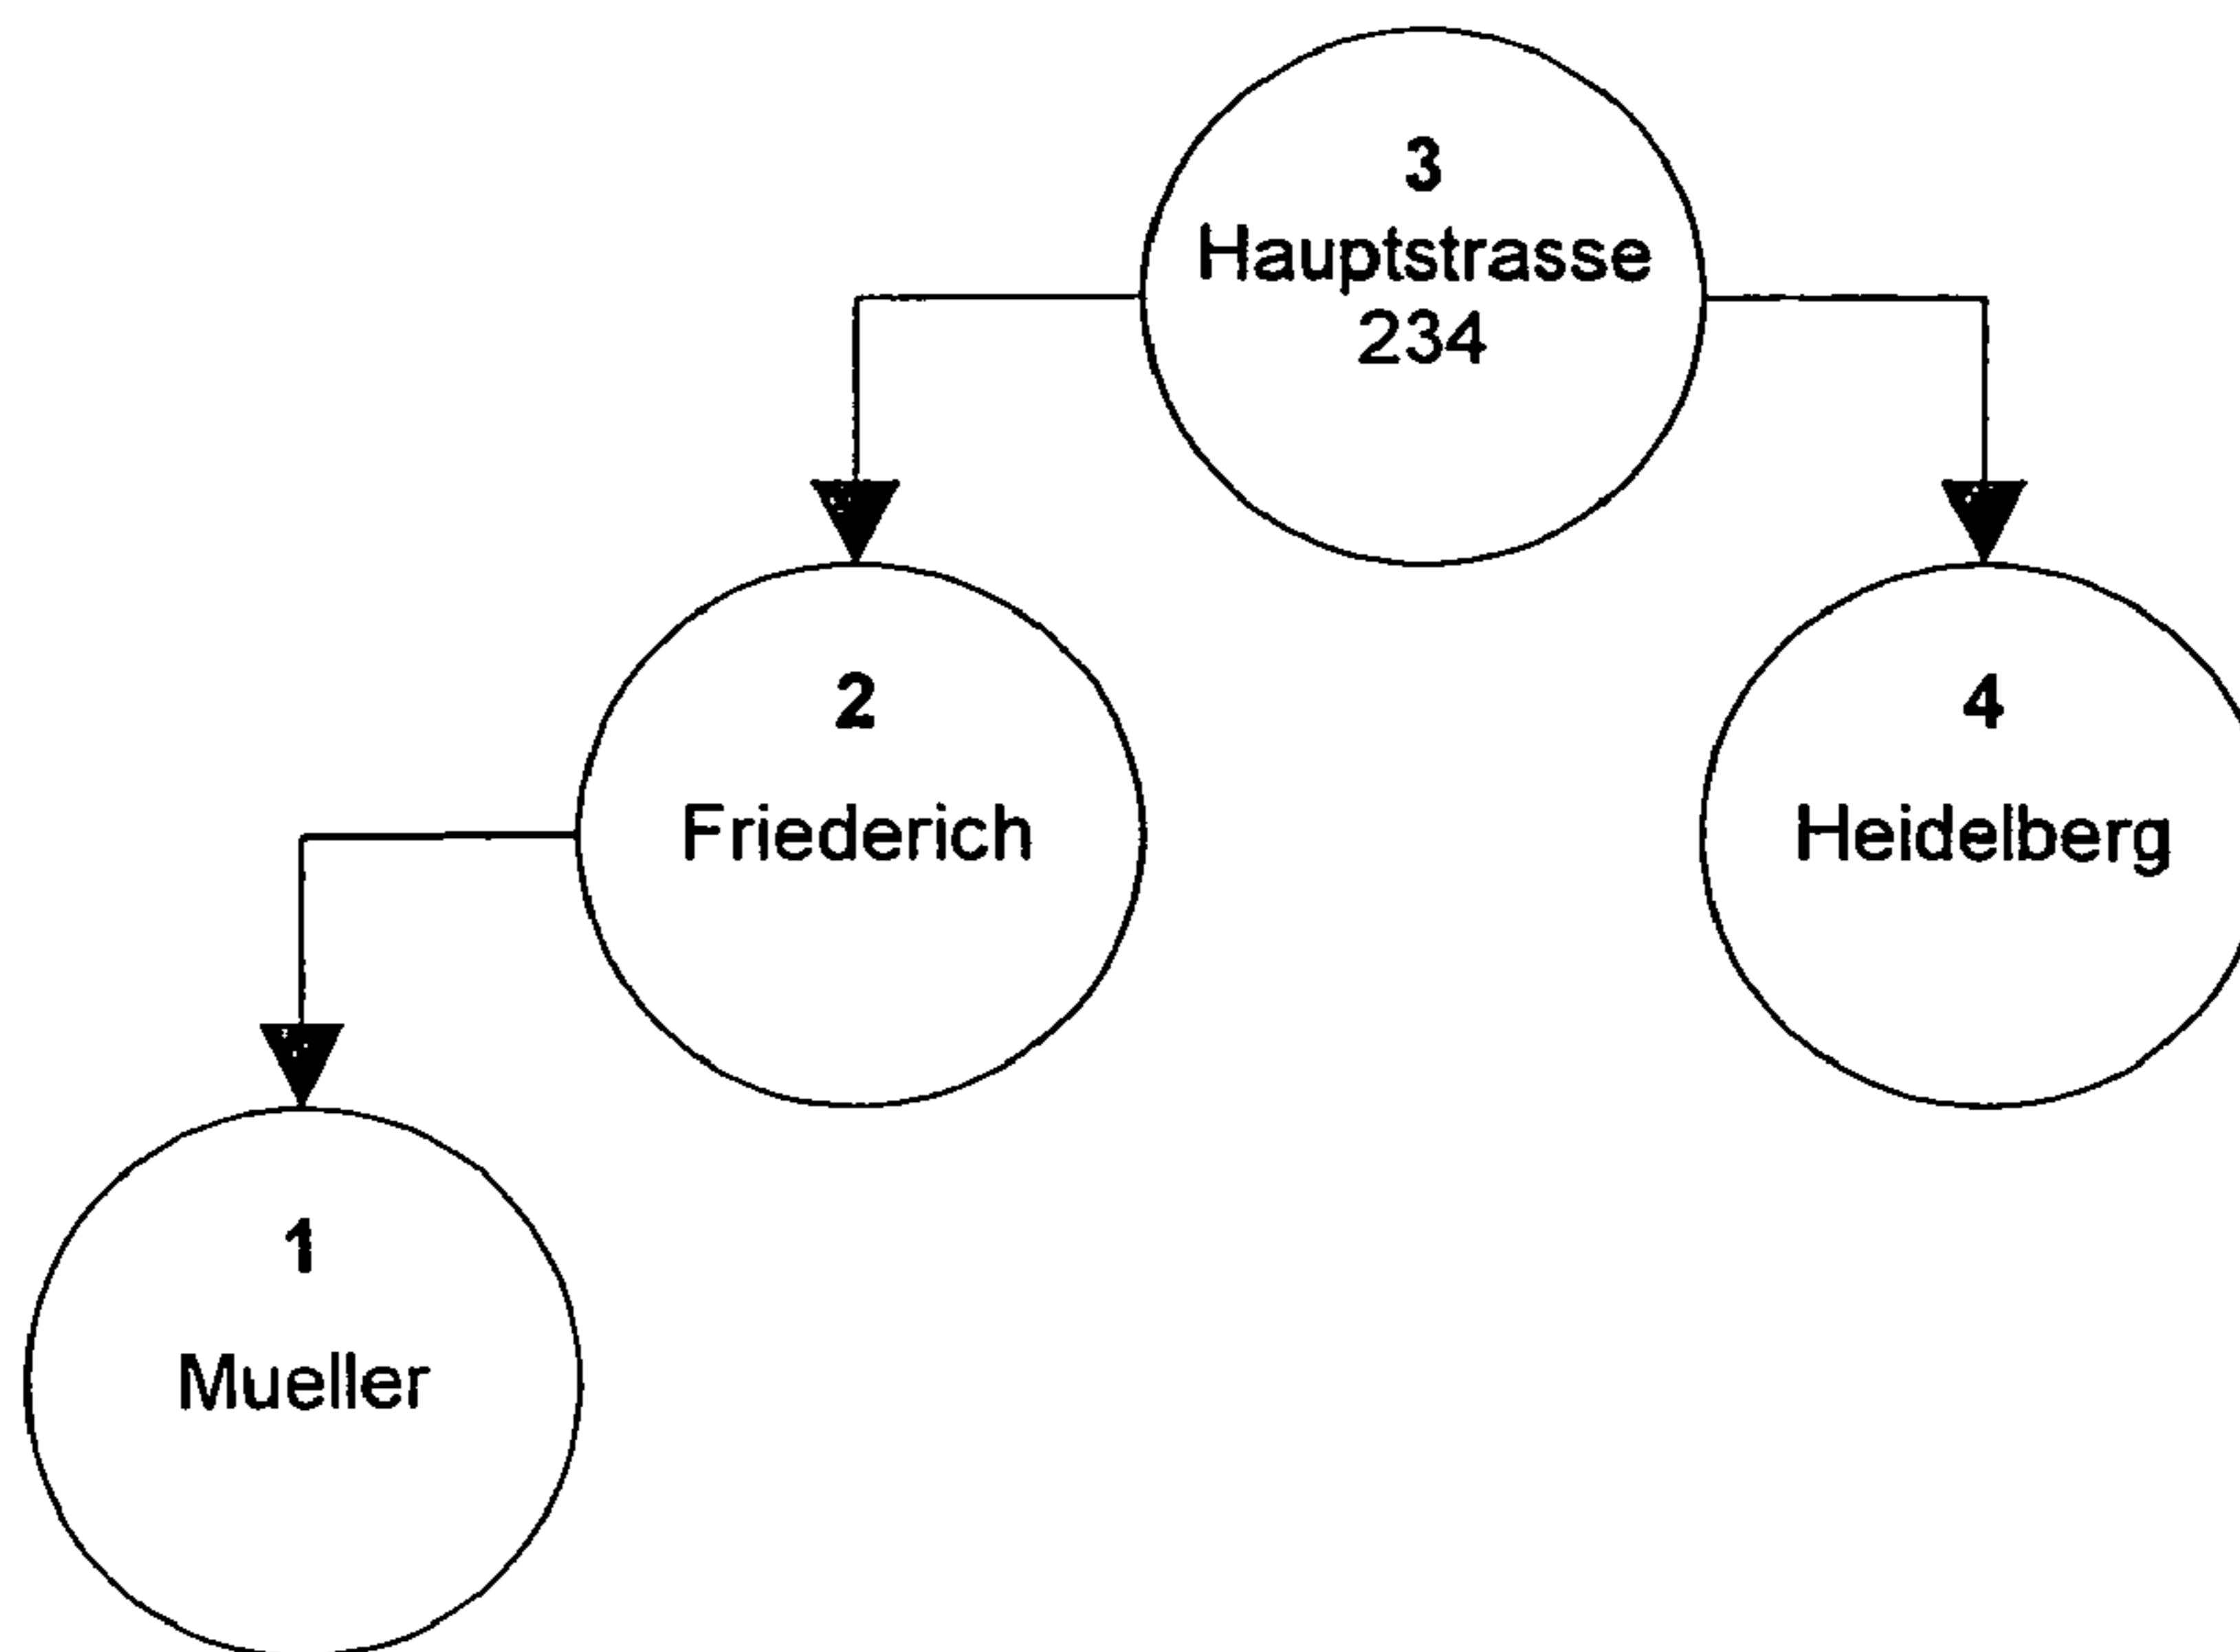 3
Hauptstrasse
234
2
Friederich
4
Heidelberg
1
Mueller